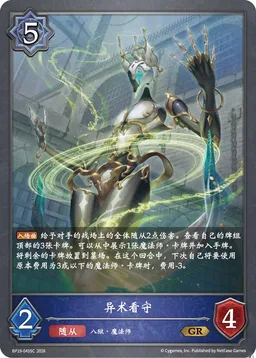 5
入场曲 给予对手的战场上的全体随从2点伤害。查看自己的牌组
顶部的3张卡牌。可以从中展示1张魔法师·卡牌并加入手牌。
将剩余的卡牌放置到墓场。在这个回合中，下次自己将要使用
原本费用为3或以下的魔法师·卡牌时，费用-3。
异术看守
2
随从
八狱·魔法师
GR
4
© Cygames, Inc. Published by NetEase Games